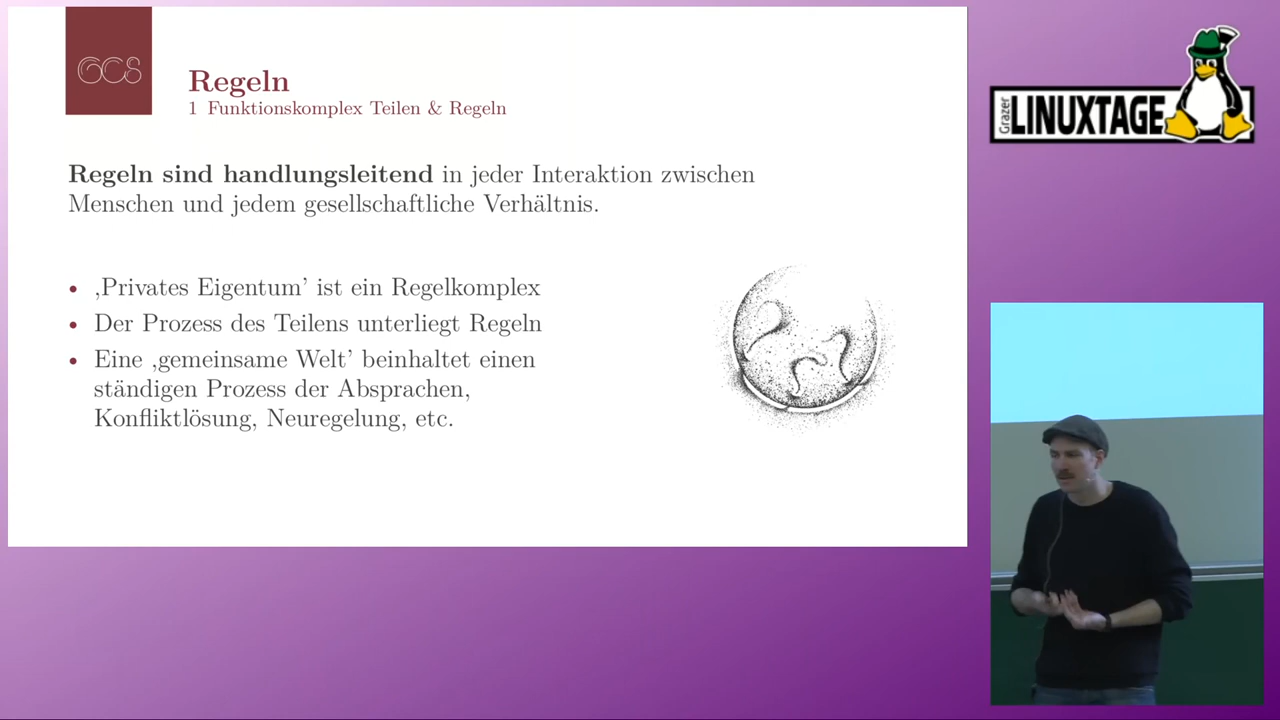 GCS
Regeln
1 Funktionskomplex Teilen & Regeln
Regeln sind handlungsleitend in jeder Interaktion zwischen
Menschen und jedem gesellschaftliche Verhältnis.
• ‚Privates Eigentum’ ist ein Regelkomplex
• Der Prozess des Teilens unterliegt Regeln
• Eine ‚gemeinsame Welt’ beinhaltet einen
ständigen Prozess der Absprachen,
Konfliktlösung, Neuregelung, etc.
Grazer
LINUXTAGE